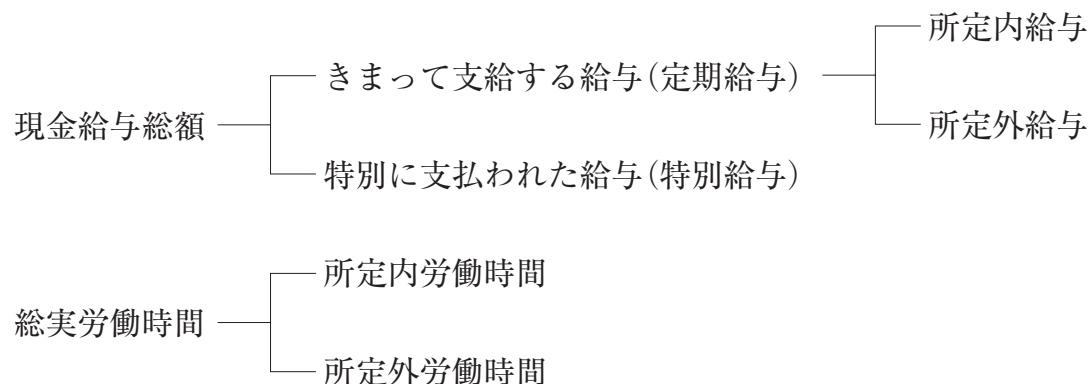 所定内給与
きまって支給する給与(定期給与)
現金給与総額
所定外給与
特別に支払われた給与(特別給与)
所定内労働時間
総実労働時間
所定外労働時間